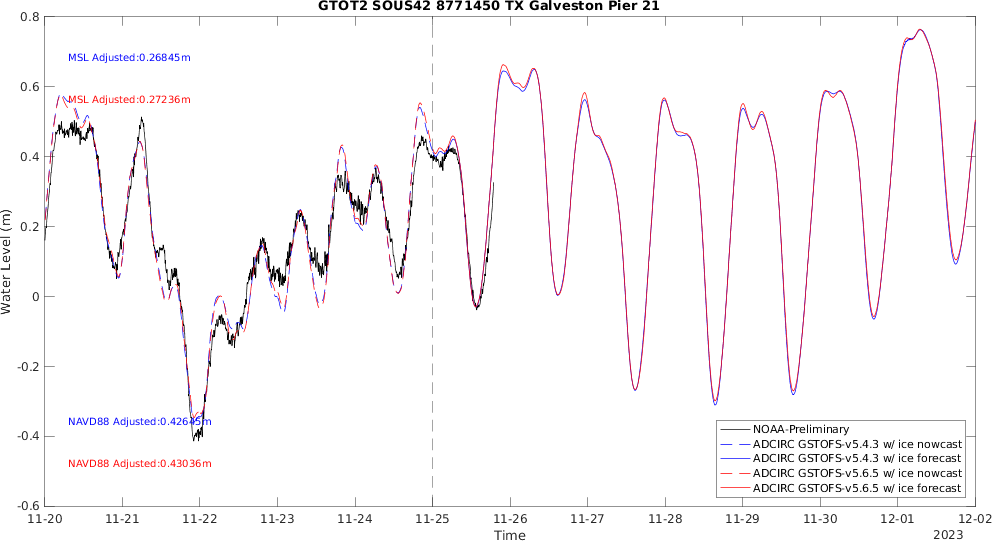 GTOT2 SOUS42 8771450 TX Galveston Pier 21
0.8
0.6
0.4
0.2
0
-0.2
-0.4
-0.6
Water Level (m)
MSL Adjusted:0.26845m
MSL Adjusted:0.27236m
NAVD88 Adjusted:0.42645m
NAVD88 Adjusted:0.43036m
NOAA-Preliminary
ADCIRC GSTOFS-v5.4.3 w/ ice nowcast
ADCIRC GSTOFS-v5.4.3 w/ ice forecast
ADCIRC GSTOFS-v5.6.5 w/ ice nowcast
ADCIRC GSTOFS-v5.6.5 w/ ice forecast
11-20 11-21 11-22 11-23 11-24 11-25 11-26 11-27 11-28 11-29 11-30 12-01 12-02
Time
2023